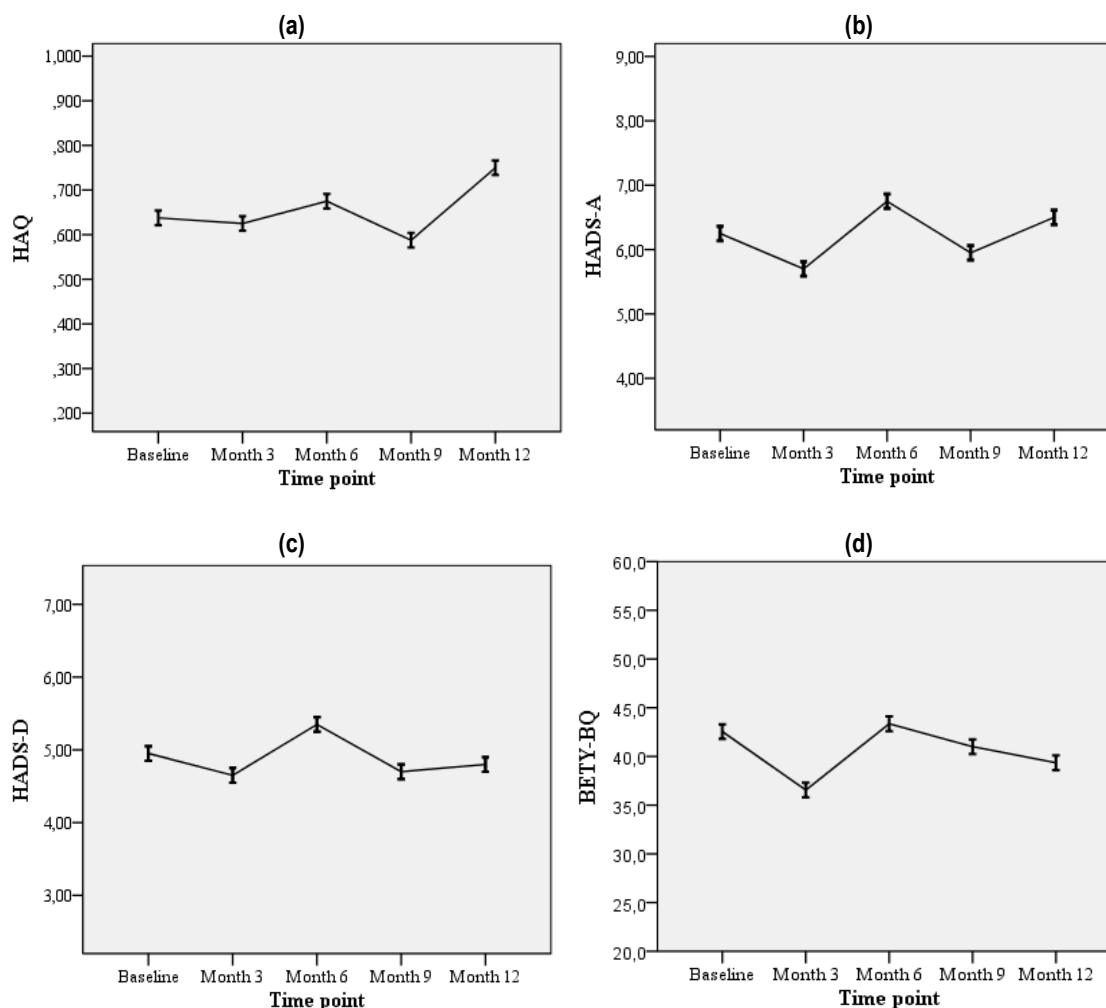 (a)
HAQ
1,000
,900
,800
,700
,600
,500
,400
,300
,200
Baseline Month 3 Month 6 Month 9 Month 12
Time point
(b)
HADS-A
9,00
8,00
7,00
6,00
5,00
4,00
Baseline Month 3 Month 6 Month 9 Month 12
Time point
(c)
HADS-D
7,00
6,00
5,00
4,00
3,00
Baseline Month 3 Month 6 Month 9 Month 12
Time point
(d)
BETY-BQ
60,0
55,0
50,0
45,0
40,0
35,0
30,0
25,0
20,0
Baseline Month 3 Month 6 Month 9 Month 12
Time point